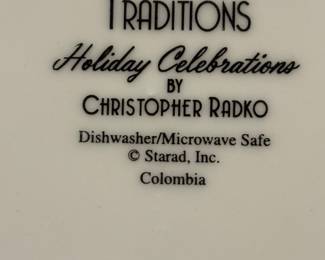 TRADITIONS
Holiday Celebrations
BY
CHRISTOPHER RADKO
Dishwasher/Microwave Safe
© Starad, Inc.
Colombia